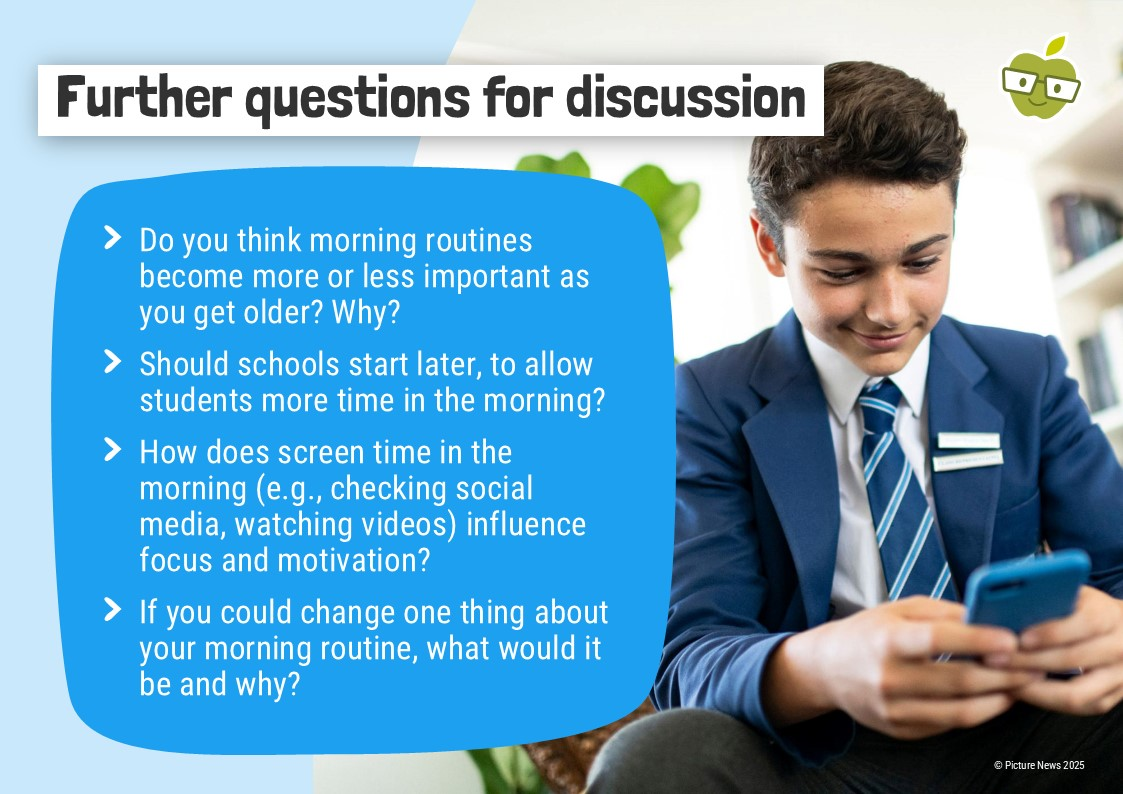 Further questions for discussion
Do you think morning routines
become more or less important as
you get older? Why?
Should schools start later, to allow
students more time in the morning?
How does screen time in the
morning (e.g., checking social
media, watching videos) influence
focus and motivation?
If you could change one thing about
your morning routine, what would it
be and why?
© Picture News 2025